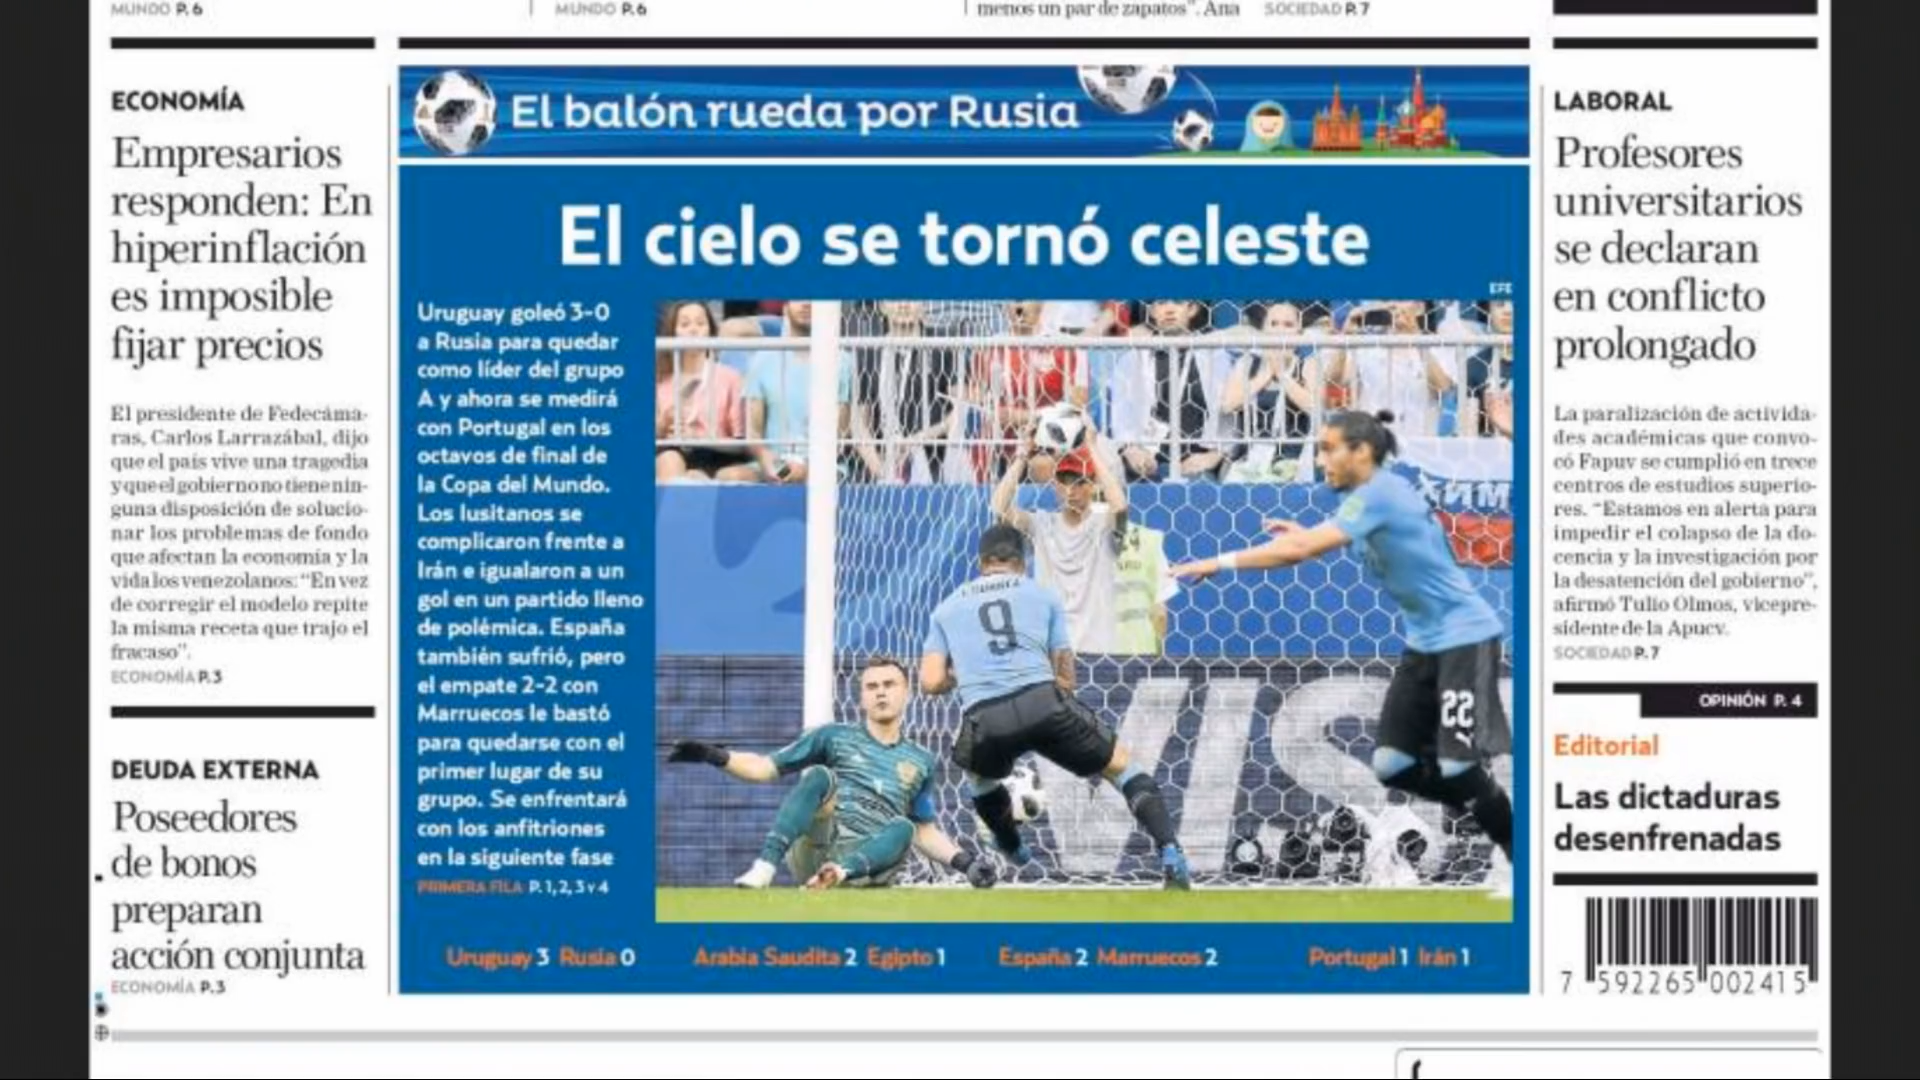 MUNDO P. 6
MUNDO P. 6
menos un par de zapatos". Ana
SOCIEDAD P. 7
ECONOMÍA
Empresarios
responden: En
hiperinflación
es imposible
fijar precios
El presidente de Fedecáma-
ras, Carlos Larrazábal, dijo
que el país vive una tragedia
y que el gobierno no tiene nin-
guna disposición de solucio-
nar los problemas de fondo
que afectan la economía y la
vida los venezolanos: "En vez
de corregir el modelo repite
la misma receta que trajo el
fracaso".
ECONOMÍA P. 3
DEUDA EXTERNA
Poseedores
de bonos
preparan
acción conjunta
ECONOMÍA P. 3
El balón rueda por Rusia
El cielo se tornó celeste
EFE
Uruguay goleó 3-0
a Rusia para quedar
como líder del grupo
A y ahora se medirá
con Portugal en los
octavos de final de
la Copa del Mundo.
Los lusitanos se
complicaron frente a
Irán e igualaron a un
gol en un partido lleno
de polémica. España
también sufrió, pero
el empate 2-2 con
Marruecos le bastó
para quedarse con el
primer lugar de su
grupo. Se enfrentará
con los anfitriones
en la siguiente fase
PRIMERA FILA P. 1, 2, 3 y 4
9
22
VISA
Uruguay 3 Rusia 0
Arabia Saudita 2 Egipto 1
España 2 Marruecos 2
Portugal 1 Irán 1
LABORAL
Profesores
universitarios
se declaran
en conflicto
prolongado
La paralización de activida-
des académicas que convo-
có Fapuv se cumplió en trece
centros de estudios superio-
res. "Estamos en alerta para
impedir el colapso de la do-
cencia y la investigación por
la desatención del gobierno",
afirmó Tulio Olmos, vicepre-
sidente de la Apucv.
SOCIEDAD P. 7
OPINIÓN P. 4
Editorial
Las dictaduras
desenfrenadas
7 592265 002415